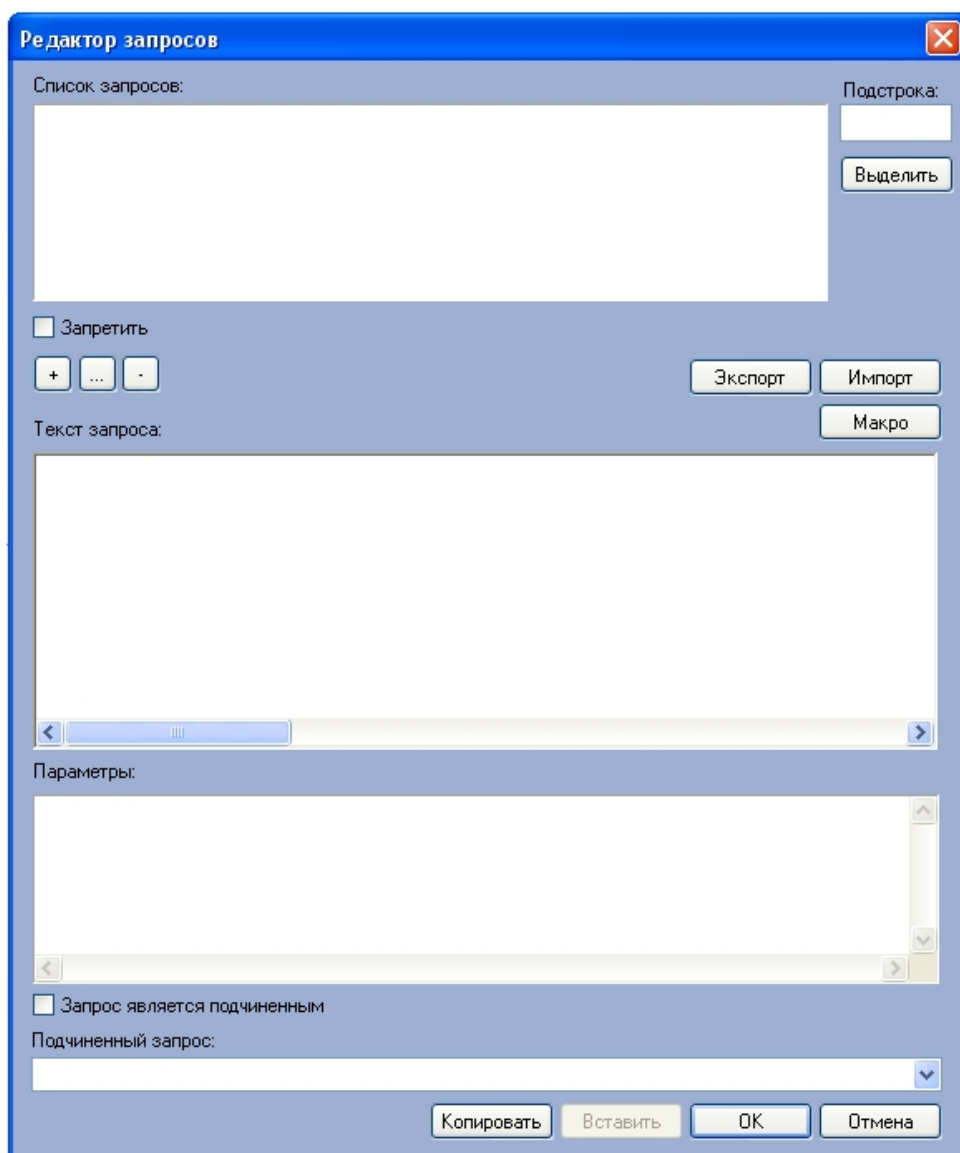 Редактор запросов
Список запросов:
Подстрока:
Выделить
Запретить
+ ... -
Экспорт Импорт
Макро
Текст запроса:
Параметры:
Запрос является подчиненным
Подчиненный запрос:
Копировать Вставить OK Отмена